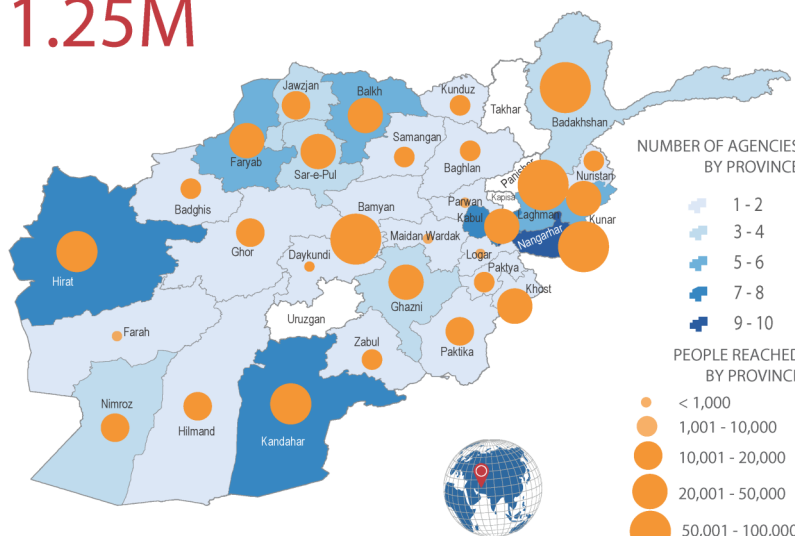 1.25M
Jawzjan
Balkh
Kunduz
Takhar
Badakhshan
Faryab
Sar-e-Pul
Samangan
Baghlan
Panjsher
Nuristan
Badghis
Bamyan
Parwan
Kapisa
Kabul
Laghman
Kunar
Hirat
Ghor
Daykundi
Maidan Wardak
Nangarhar
Logar
Paktya
Khost
Ghazni
Uruzgan
Farah
Zabul
Paktika
Nimroz
Hilmand
Kandahar
NUMBER OF AGENCIES
BY PROVINCE
1 - 2
3 - 4
5 - 6
7 - 8
9 - 10
PEOPLE REACHED
BY PROVINCE
< 1,000
1,001 - 10,000
10,001 - 20,000
20,001 - 50,000
50,001 - 100,000